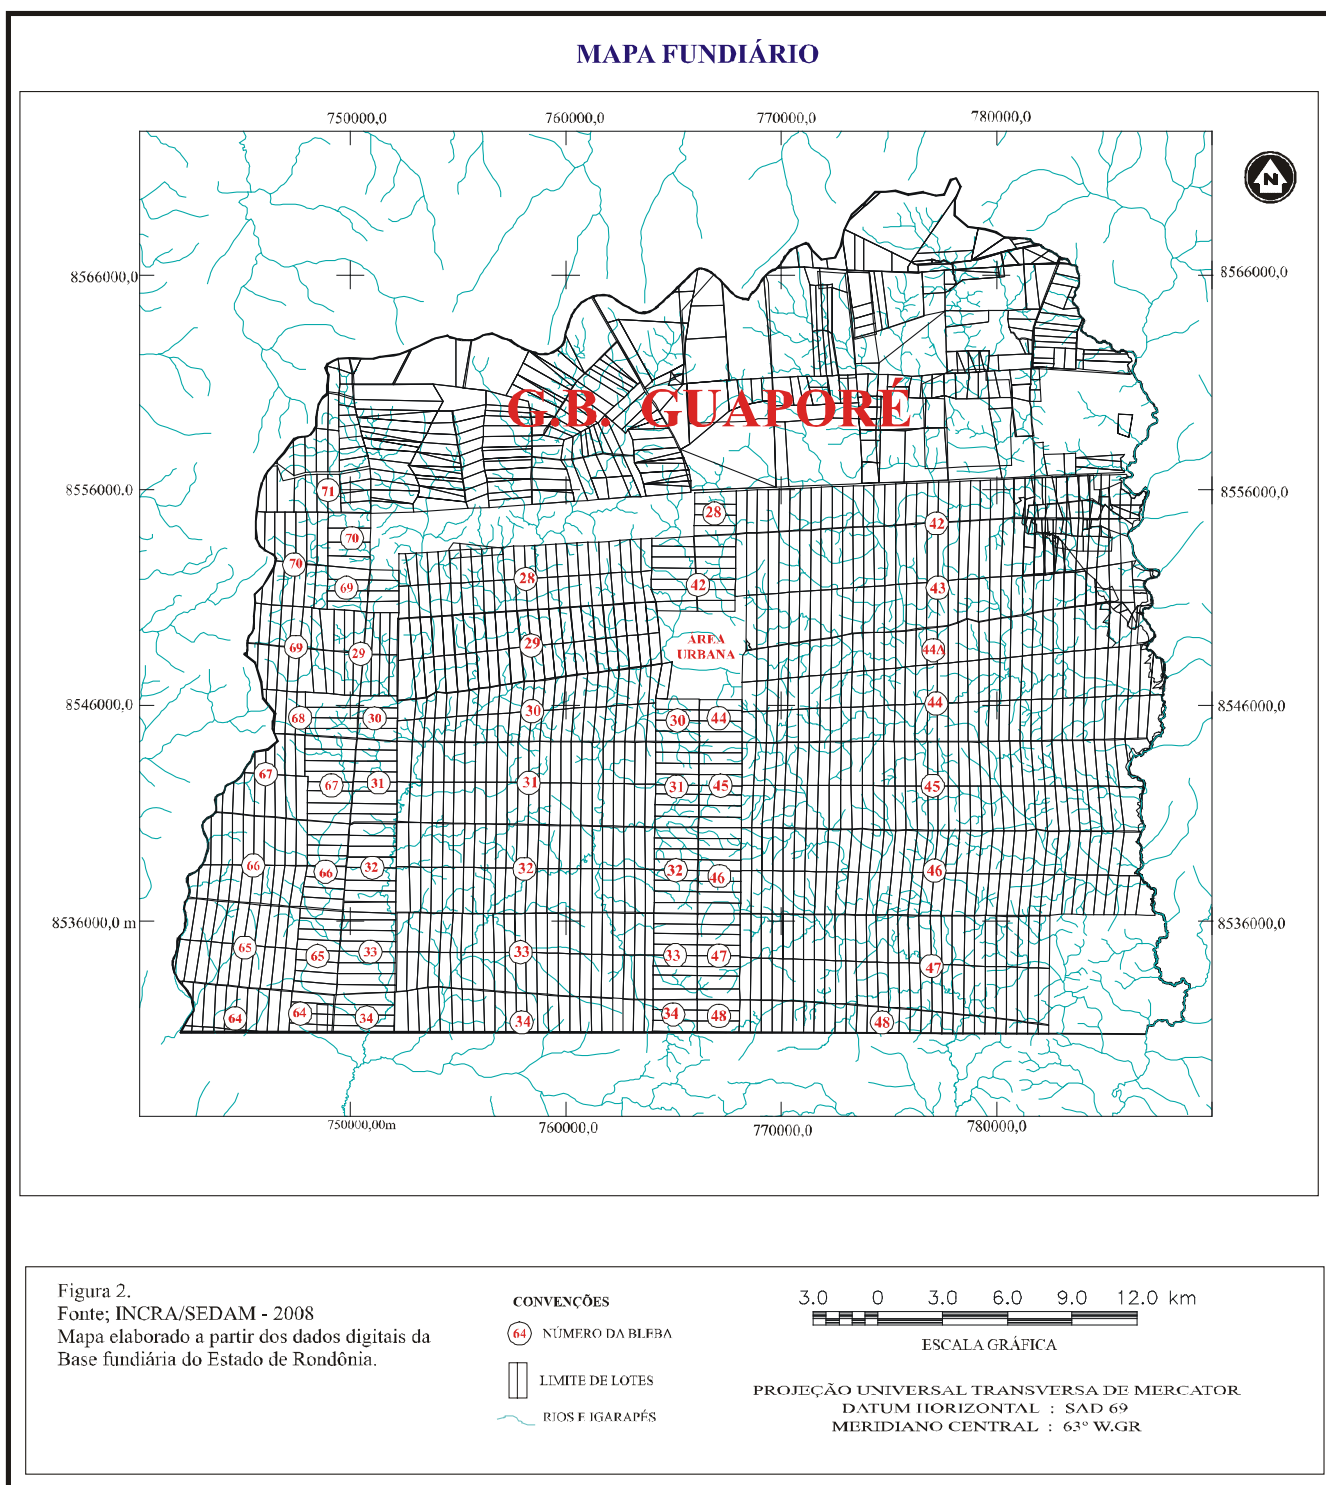 MAPA FUNDIÁRIO
750000,0 760000,0 770000,0 780000,0
N
8566000,0 8566000,0
G.B. GUAPORÉ
8556000.0 8556000,0
71
28
42
70
70
28
42
43
69
AREA
URBANA
69
29
29
44A
8546000,0 8546000,0
68
30
30
30
44
44
67
67
31
31
31
45
45
66
66
32
32
32
46
46
8536000,0 m 8536000,0
65
65
33
33
33
47
47
64
64
34
34
34
48
48
750000,00m 760000,0 770000,0 780000,0
Figura 2.
Fonte; INCRA/SEDAM - 2008
Mapa elaborado a partir dos dados digitais da
Base fundiária do Estado de Rondônia.
CONVENÇÕES
64 NÚMERO DA BLEBA
LIMITE DE LOTES
RIOS E IGARAPÉS
3.0 0 3.0 6.0 9.0 12.0 km
ESCALA GRÁFICA
PROJEÇÃO UNIVERSAL TRANSVERSA DE MERCATOR
DATUM HORIZONTAL : SAD 69
MERIDIANO CENTRAL : 63° W.GR